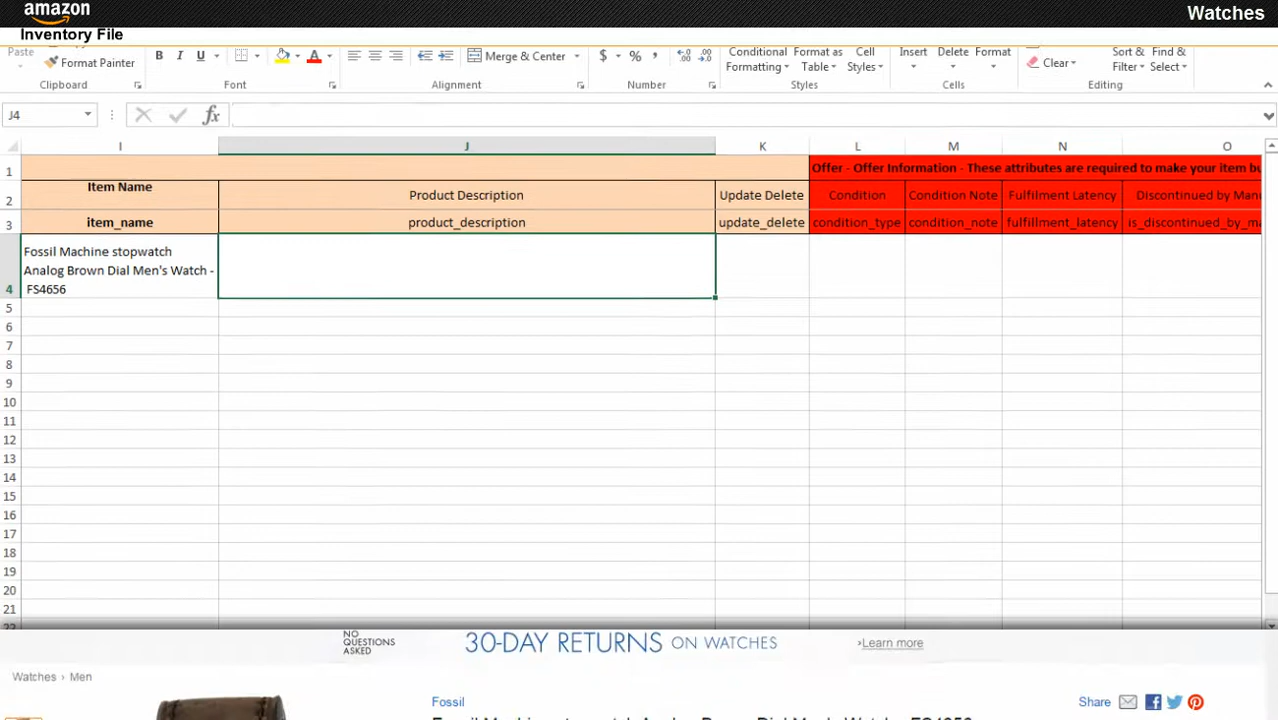 amazon
Watches
Inventory File
Format Painter
B I U
A
Merge & Center
$ % ,
Conditional Formatting
Format as Table
Cell Styles
Insert Delete Format
Clear
Sort & Filter
Find & Select
Clipboard Font Alignment Number Styles Cells Editing
J4
fx
I J K L M N O
1 Offer - Offer Information - These attributes are required to make your item bu
2 Item Name Product Description Update Delete Condition Condition Note Fulfilment Latency Discontinued by Manu
3 item_name product_description update_delete condition_type condition_note fulfillment_latency is_discontinued_by_ma
Fossil Machine stopwatch
Analog Brown Dial Men's Watch -
4 FS4656
5
6
7
8
9
10
11
12
13
14
15
16
17
18
19
20
21
NO QUESTIONS ASKED
30-DAY RETURNS ON WATCHES
›Learn more
Watches › Men
Fossil
Share